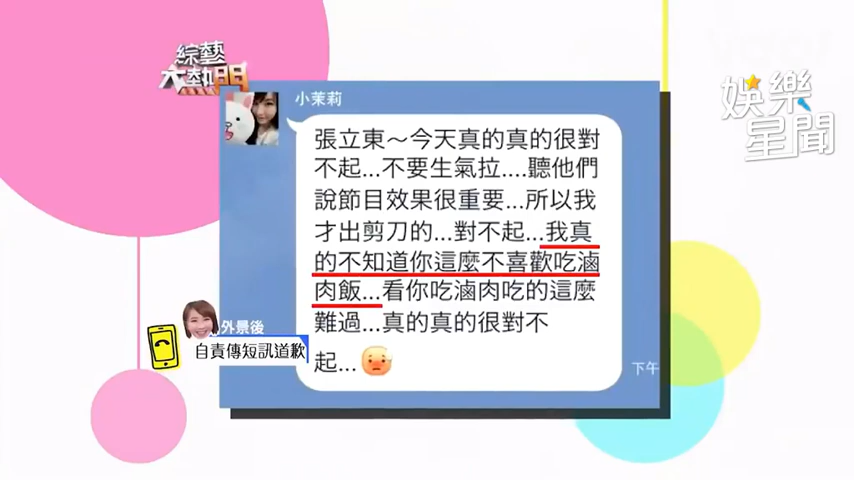 綜藝
大熱門
娛樂
星聞
小茉莉
張立東～今天真的真的很對
不起...不要生氣拉....聽他們
說節目效果很重要...所以我
才出剪刀的...對不起...我真
的不知道你這麼不喜歡吃滷
肉飯...看你吃滷肉吃的這麼
難過...真的真的很對不
起...
下午
外景後
自責傳短訊道歉